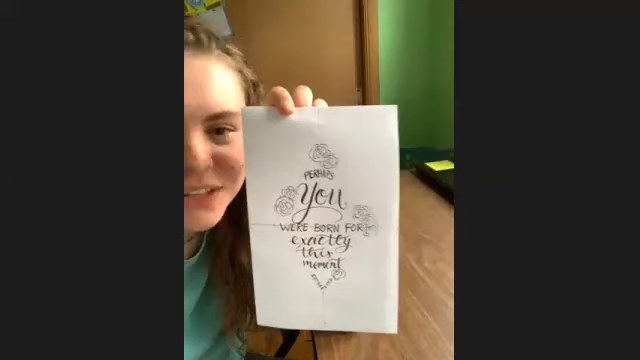 PERHAPS
You
WERE BORN FOR
exactly
this
moment